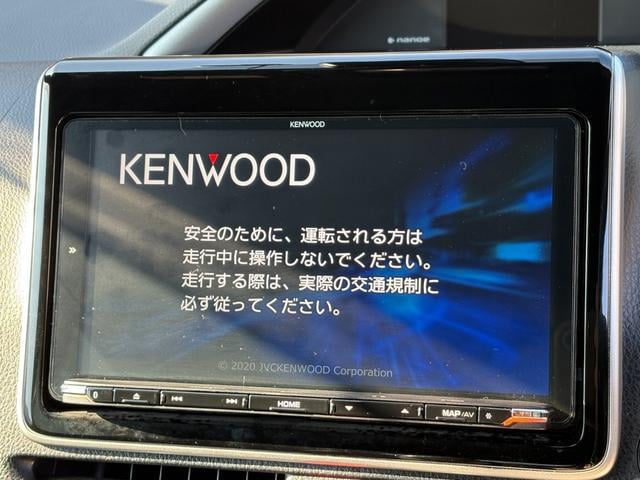 nanoe
KENWOOD
KENWOOD
安全のために、運転される方は
走行中に操作しないでください。
走行する際は、実際の交通規制に
必ず従ってください。
© 2020 JVCKENWOOD Corporation
HOME
MAP/AV